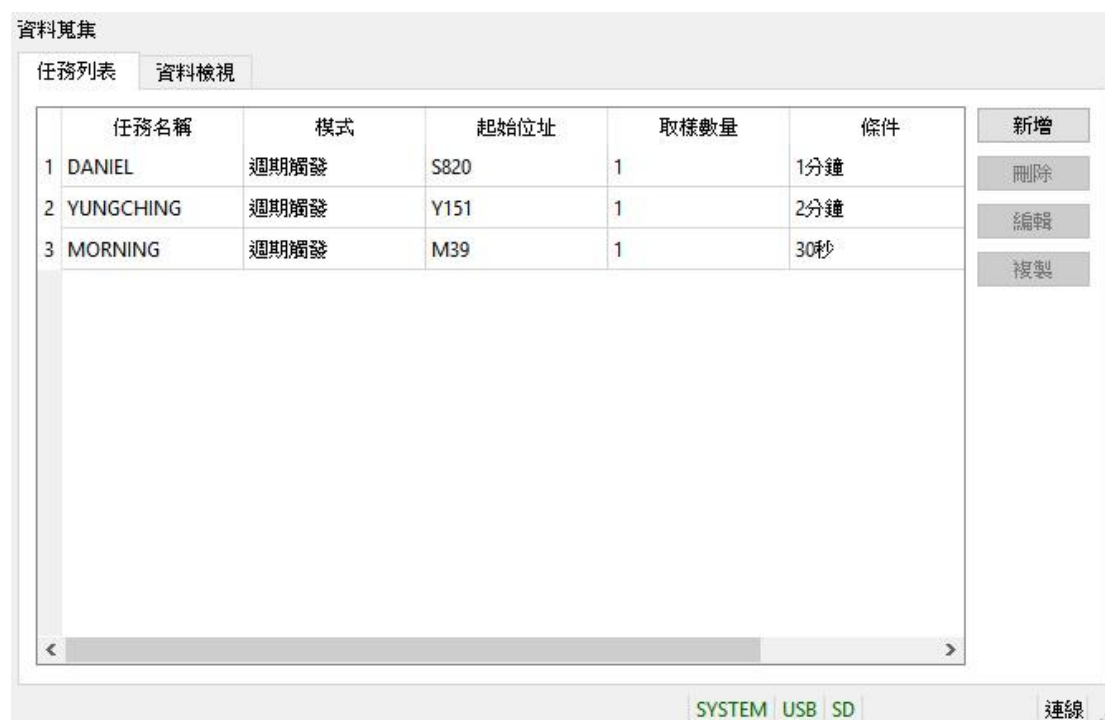 資料蒐集
任務列表 資料檢視
任務名稱 模式 起始位址 取樣數量 條件
1 DANIEL 週期觸發 S820 1 1分鐘
2 YUNGCHING 週期觸發 Y151 1 2分鐘
3 MORNING 週期觸發 M39 1 30秒
新增
刪除
編輯
複製
SYSTEM USB SD 連線